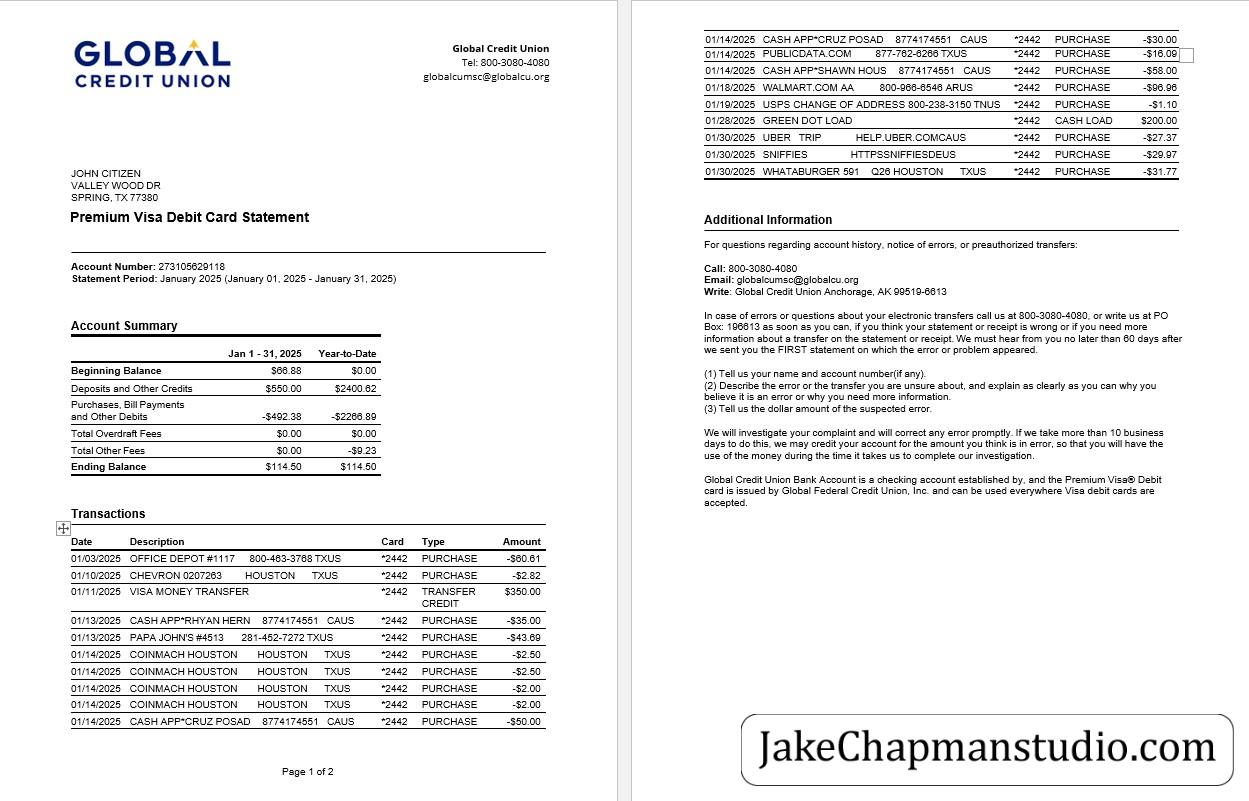 GLOBAL
CREDIT UNION
Global Credit Union
Tel: 800-3080-4080
globalcumsc@globalcu.org
JOHN CITIZEN
VALLEY WOOD DR
SPRING, TX 77380
Premium Visa Debit Card Statement
Account Number: 273105629118
Statement Period: January 2025 (January 01, 2025 - January 31, 2025)
Account Summary
Jan 1 - 31, 2025 Year-to-Date
Beginning Balance $66.88 $0.00
Deposits and Other Credits $550.00 $2400.62
Purchases, Bill Payments
and Other Debits -$492.38 -$2266.89
Total Overdraft Fees $0.00 $0.00
Total Other Fees $0.00 -$9.23
Ending Balance $114.50 $114.50
Transactions
Date Description Card Type Amount
01/03/2025 OFFICE DEPOT #1117 800-463-3768 TXUS *2442 PURCHASE -$60.61
01/10/2025 CHEVRON 0207263 HOUSTON TXUS *2442 PURCHASE -$2.82
01/11/2025 VISA MONEY TRANSFER *2442 TRANSFER $350.00
CREDIT
01/13/2025 CASH APP*RHYAN HERN 8774174551 CAUS *2442 PURCHASE -$35.00
01/13/2025 PAPA JOHN'S #4513 281-452-7272 TXUS *2442 PURCHASE -$43.69
01/14/2025 COINMACH HOUSTON HOUSTON TXUS *2442 PURCHASE -$2.50
01/14/2025 COINMACH HOUSTON HOUSTON TXUS *2442 PURCHASE -$2.50
01/14/2025 COINMACH HOUSTON HOUSTON TXUS *2442 PURCHASE -$2.00
01/14/2025 COINMACH HOUSTON HOUSTON TXUS *2442 PURCHASE -$2.00
01/14/2025 CASH APP*CRUZ POSAD 8774174551 CAUS *2442 PURCHASE -$50.00
Page 1 of 2
01/14/2025 CASH APP*CRUZ POSAD 8774174551 CAUS *2442 PURCHASE -$30.00
01/14/2025 PUBLICDATA.COM 877-762-6266 TXUS *2442 PURCHASE -$16.09
01/14/2025 CASH APP*SHAWN HOUS 8774174551 CAUS *2442 PURCHASE -$58.00
01/18/2025 WALMART.COM AA 800-966-6546 ARUS *2442 PURCHASE -$96.96
01/19/2025 USPS CHANGE OF ADDRESS 800-238-3150 TNUS *2442 PURCHASE -$1.10
01/28/2025 GREEN DOT LOAD *2442 CASH LOAD $200.00
01/30/2025 UBER TRIP HELP.UBER.COMCAUS *2442 PURCHASE -$27.37
01/30/2025 SNIFFIES HTTPSSNIFFIESDEUS *2442 PURCHASE -$29.97
01/30/2025 WHATABURGER 591 Q26 HOUSTON TXUS *2442 PURCHASE -$31.77
Additional Information
For questions regarding account history, notice of errors, or preauthorized transfers:
Call: 800-3080-4080
Email: globalcumsc@globalcu.org
Write: Global Credit Union Anchorage, AK 99519-6613
In case of errors or questions about your electronic transfers call us at 800-3080-4080, or write us at PO
Box: 196613 as soon as you can, if you think your statement or receipt is wrong or if you need more
information about a transfer on the statement or receipt. We must hear from you no later than 60 days after
we sent you the FIRST statement on which the error or problem appeared.
(1) Tell us your name and account number(if any).
(2) Describe the error or the transfer you are unsure about, and explain as clearly as you can why you
believe it is an error or why you need more information.
(3) Tell us the dollar amount of the suspected error.
We will investigate your complaint and will correct any error promptly. If we take more than 10 business
days to do this, we may credit your account for the amount you think is in error, so that you will have the
use of the money during the time it takes us to complete our investigation.
Global Credit Union Bank Account is a checking account established by, and the Premium Visa® Debit
card is issued by Global Federal Credit Union, Inc. and can be used everywhere Visa debit cards are
accepted.
JakeChapmanstudio.com